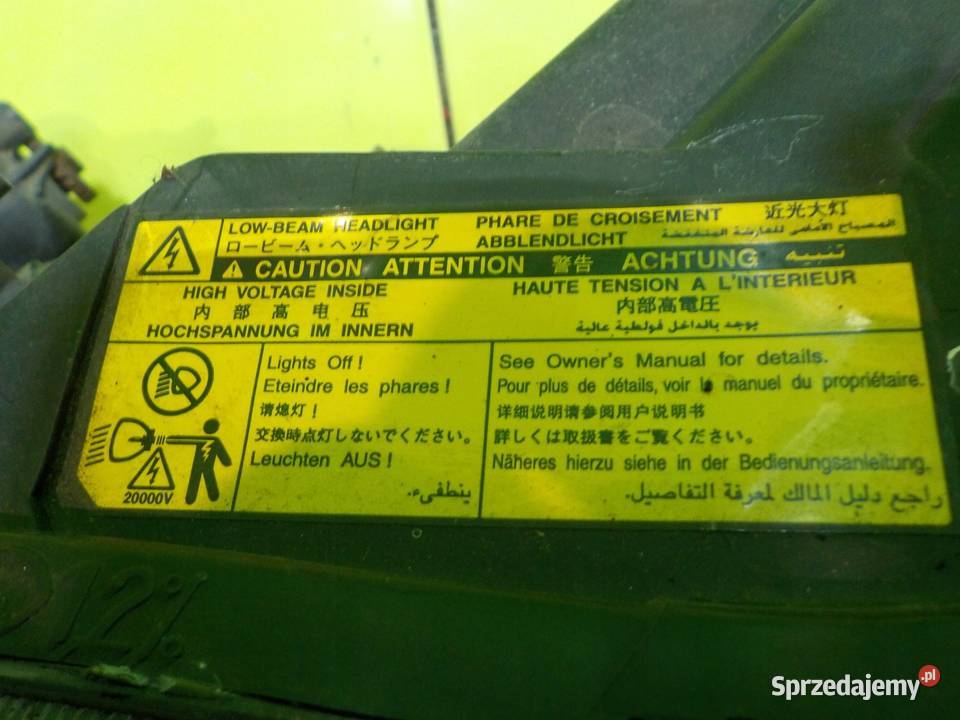 LOW-BEAM HEADLIGHT PHARE DE CROISEMENT 近光大灯
ロービーム・ヘッドランプ ABBLENDLICHT المصباح الأمامي للعارضة المنخفضة
CAUTION ATTENTION 警告 ACHTUNG تنبيه
HIGH VOLTAGE INSIDE HAUTE TENSION A L'INTERIEUR
内部高电压 内部高電圧
HOCHSPANNUNG IM INNERN يوجد بالداخل فولطية عالية
Lights Off !
Eteindre les phares !
请熄灯！
交換時点灯しないでください。
Leuchten AUS !
ينطفىء.
20000V
See Owner's Manual for details.
Pour plus de détails, voir le manuel du propriétaire.
详细说明请参阅用户说明书
詳しくは取扱書をご覧ください。
Näheres hierzu siehe in der Bedienungsanleitung.
راجع دليل المالك لمعرفة التفاصيل.
Sprzedajemy.pl